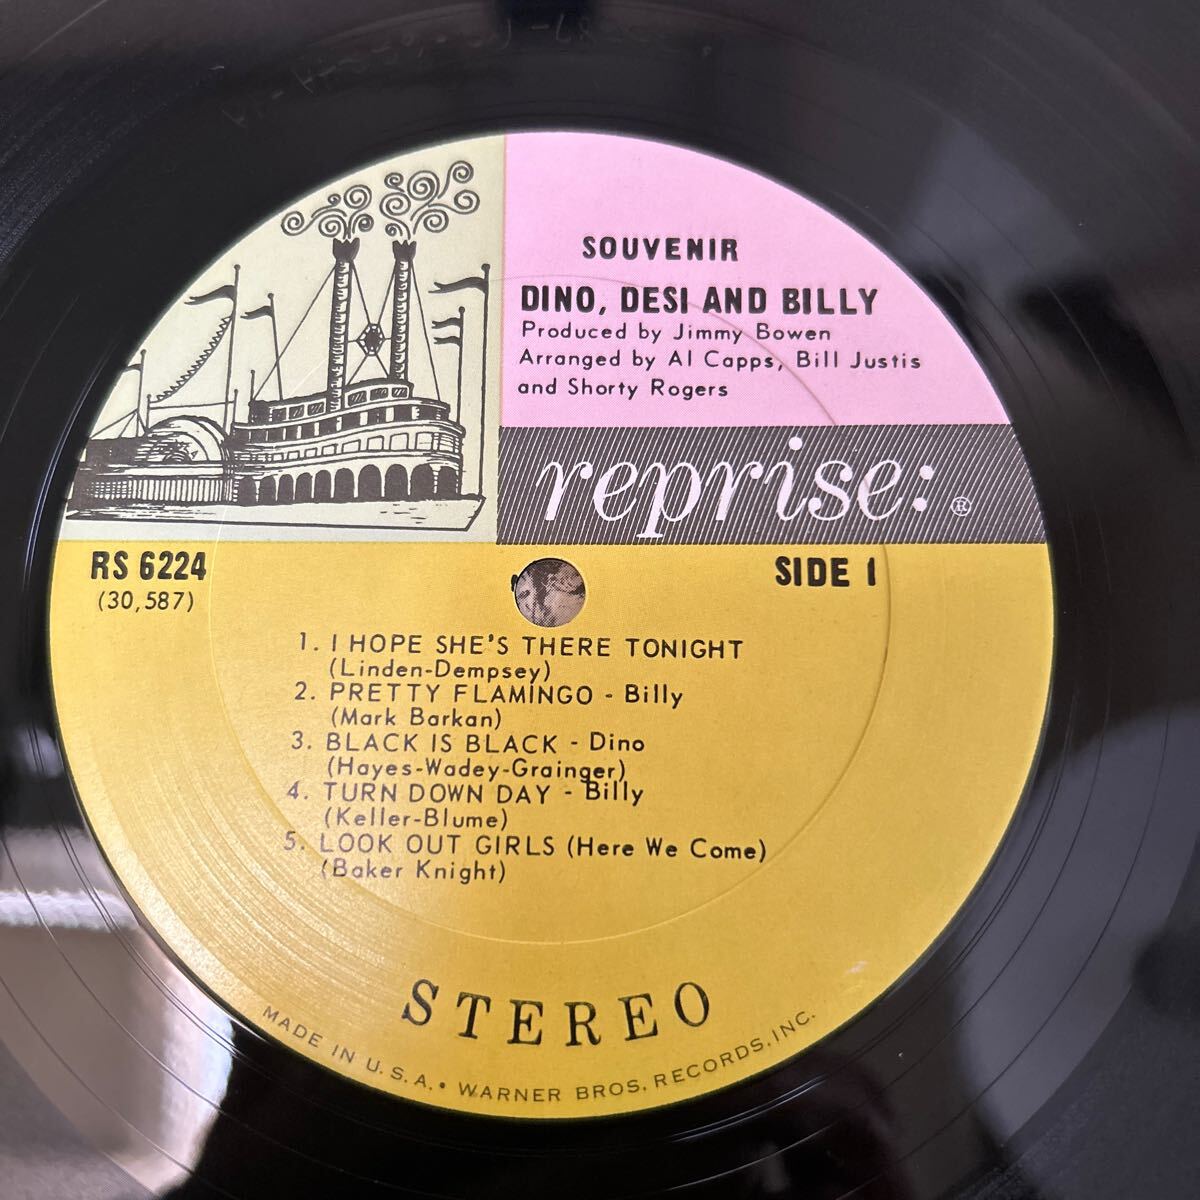 SOUVENIR
DINO, DESI AND BILLY
Produced by Jimmy Bowen
Arranged by Al Capps, Bill Justis
and Shorty Rogers
reprise: ®
RS 6224
(30,587)
SIDE 1
1. I HOPE SHE'S THERE TONIGHT
(Linden-Dempsey)
2. PRETTY FLAMINGO - Billy
(Mark Barkan)
3. BLACK IS BLACK - Dino
(Hayes-Wadey-Grainger)
4. TURN DOWN DAY - Billy
(Keller-Blume)
5. LOOK OUT GIRLS (Here We Come)
(Baker Knight)
STEREO
MADE IN U.S.A. • WARNER BROS. RECORDS, INC.